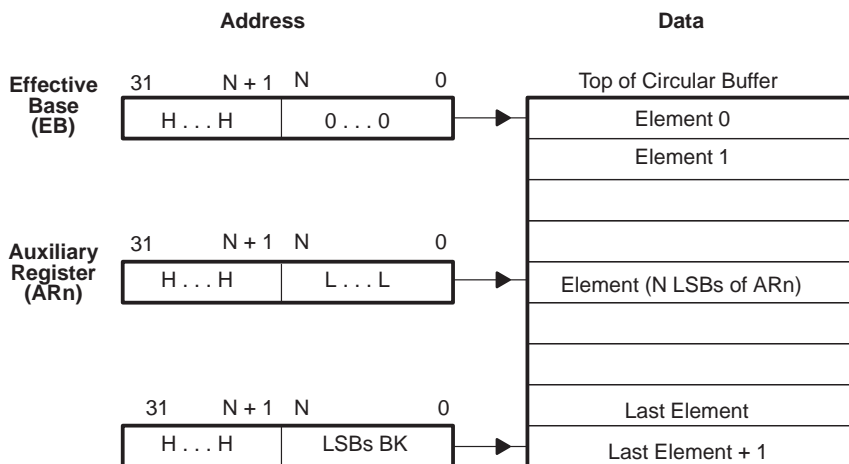 Address
Data
Effective
Base
(EB)
31 N + 1 N 0
H . . . H 0 . . . 0
Top of Circular Buffer
Element 0
Element 1
Auxiliary
Register
(ARn)
31 N + 1 N 0
H . . . H L . . . L
Element (N LSBs of ARn)
31 N + 1 N 0
H . . . H LSBs BK
Last Element
Last Element + 1